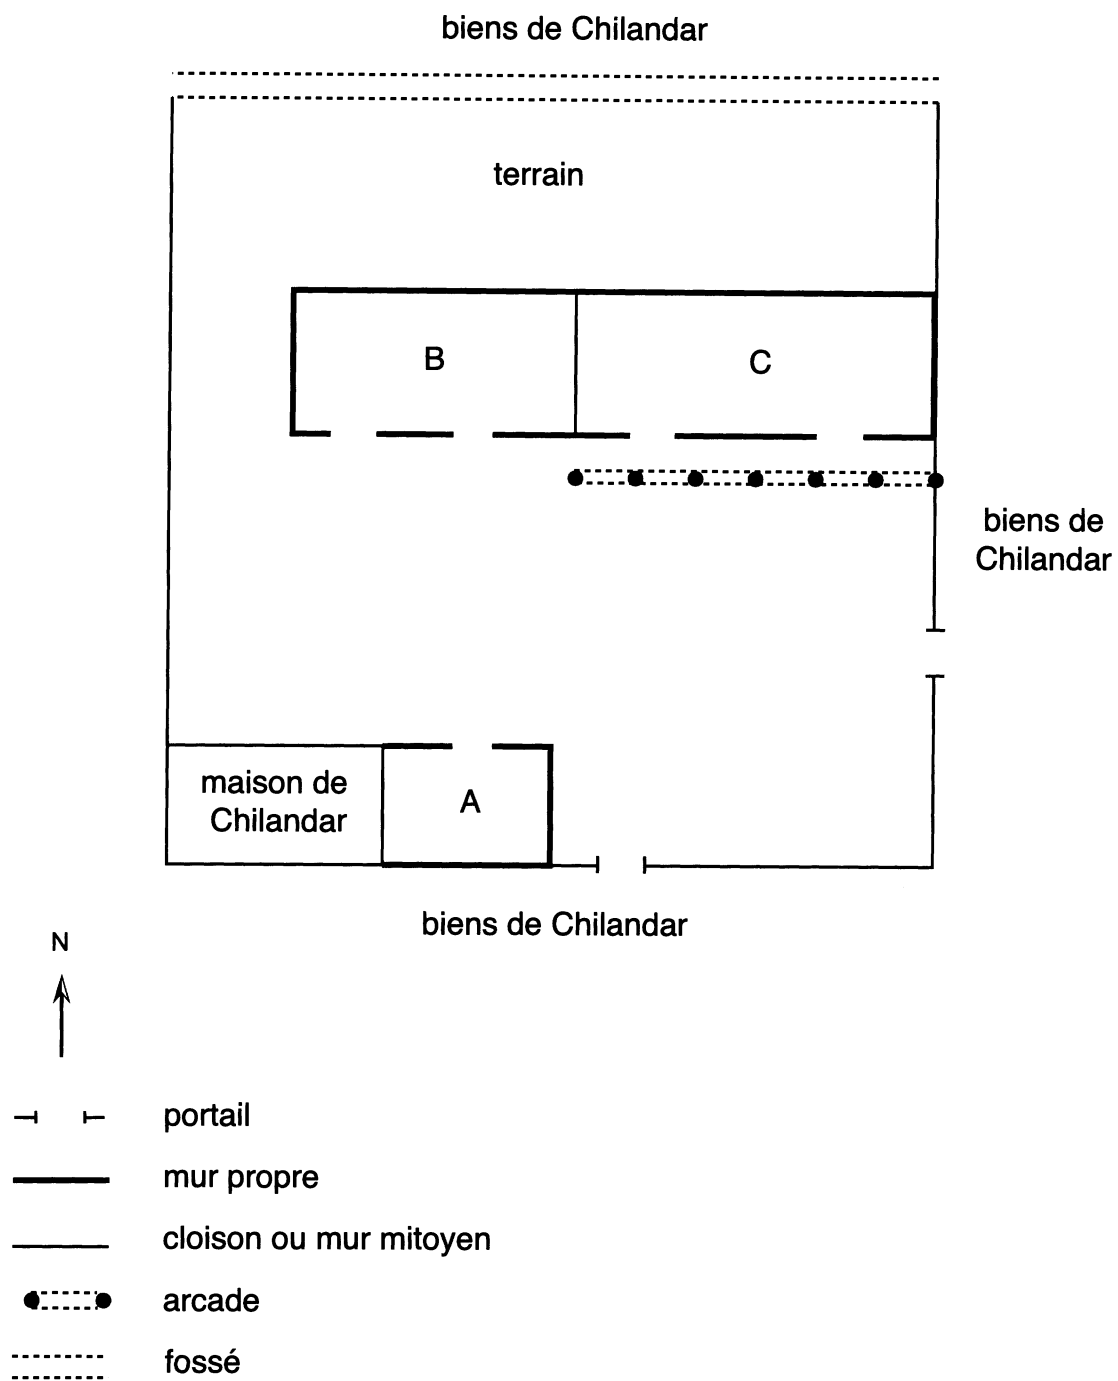 biens de Chilandar
terrain
B
C
biens de
Chilandar
maison de
Chilandar
A
biens de Chilandar
N
portail
mur propre
cloison ou mur mitoyen
arcade
fossé